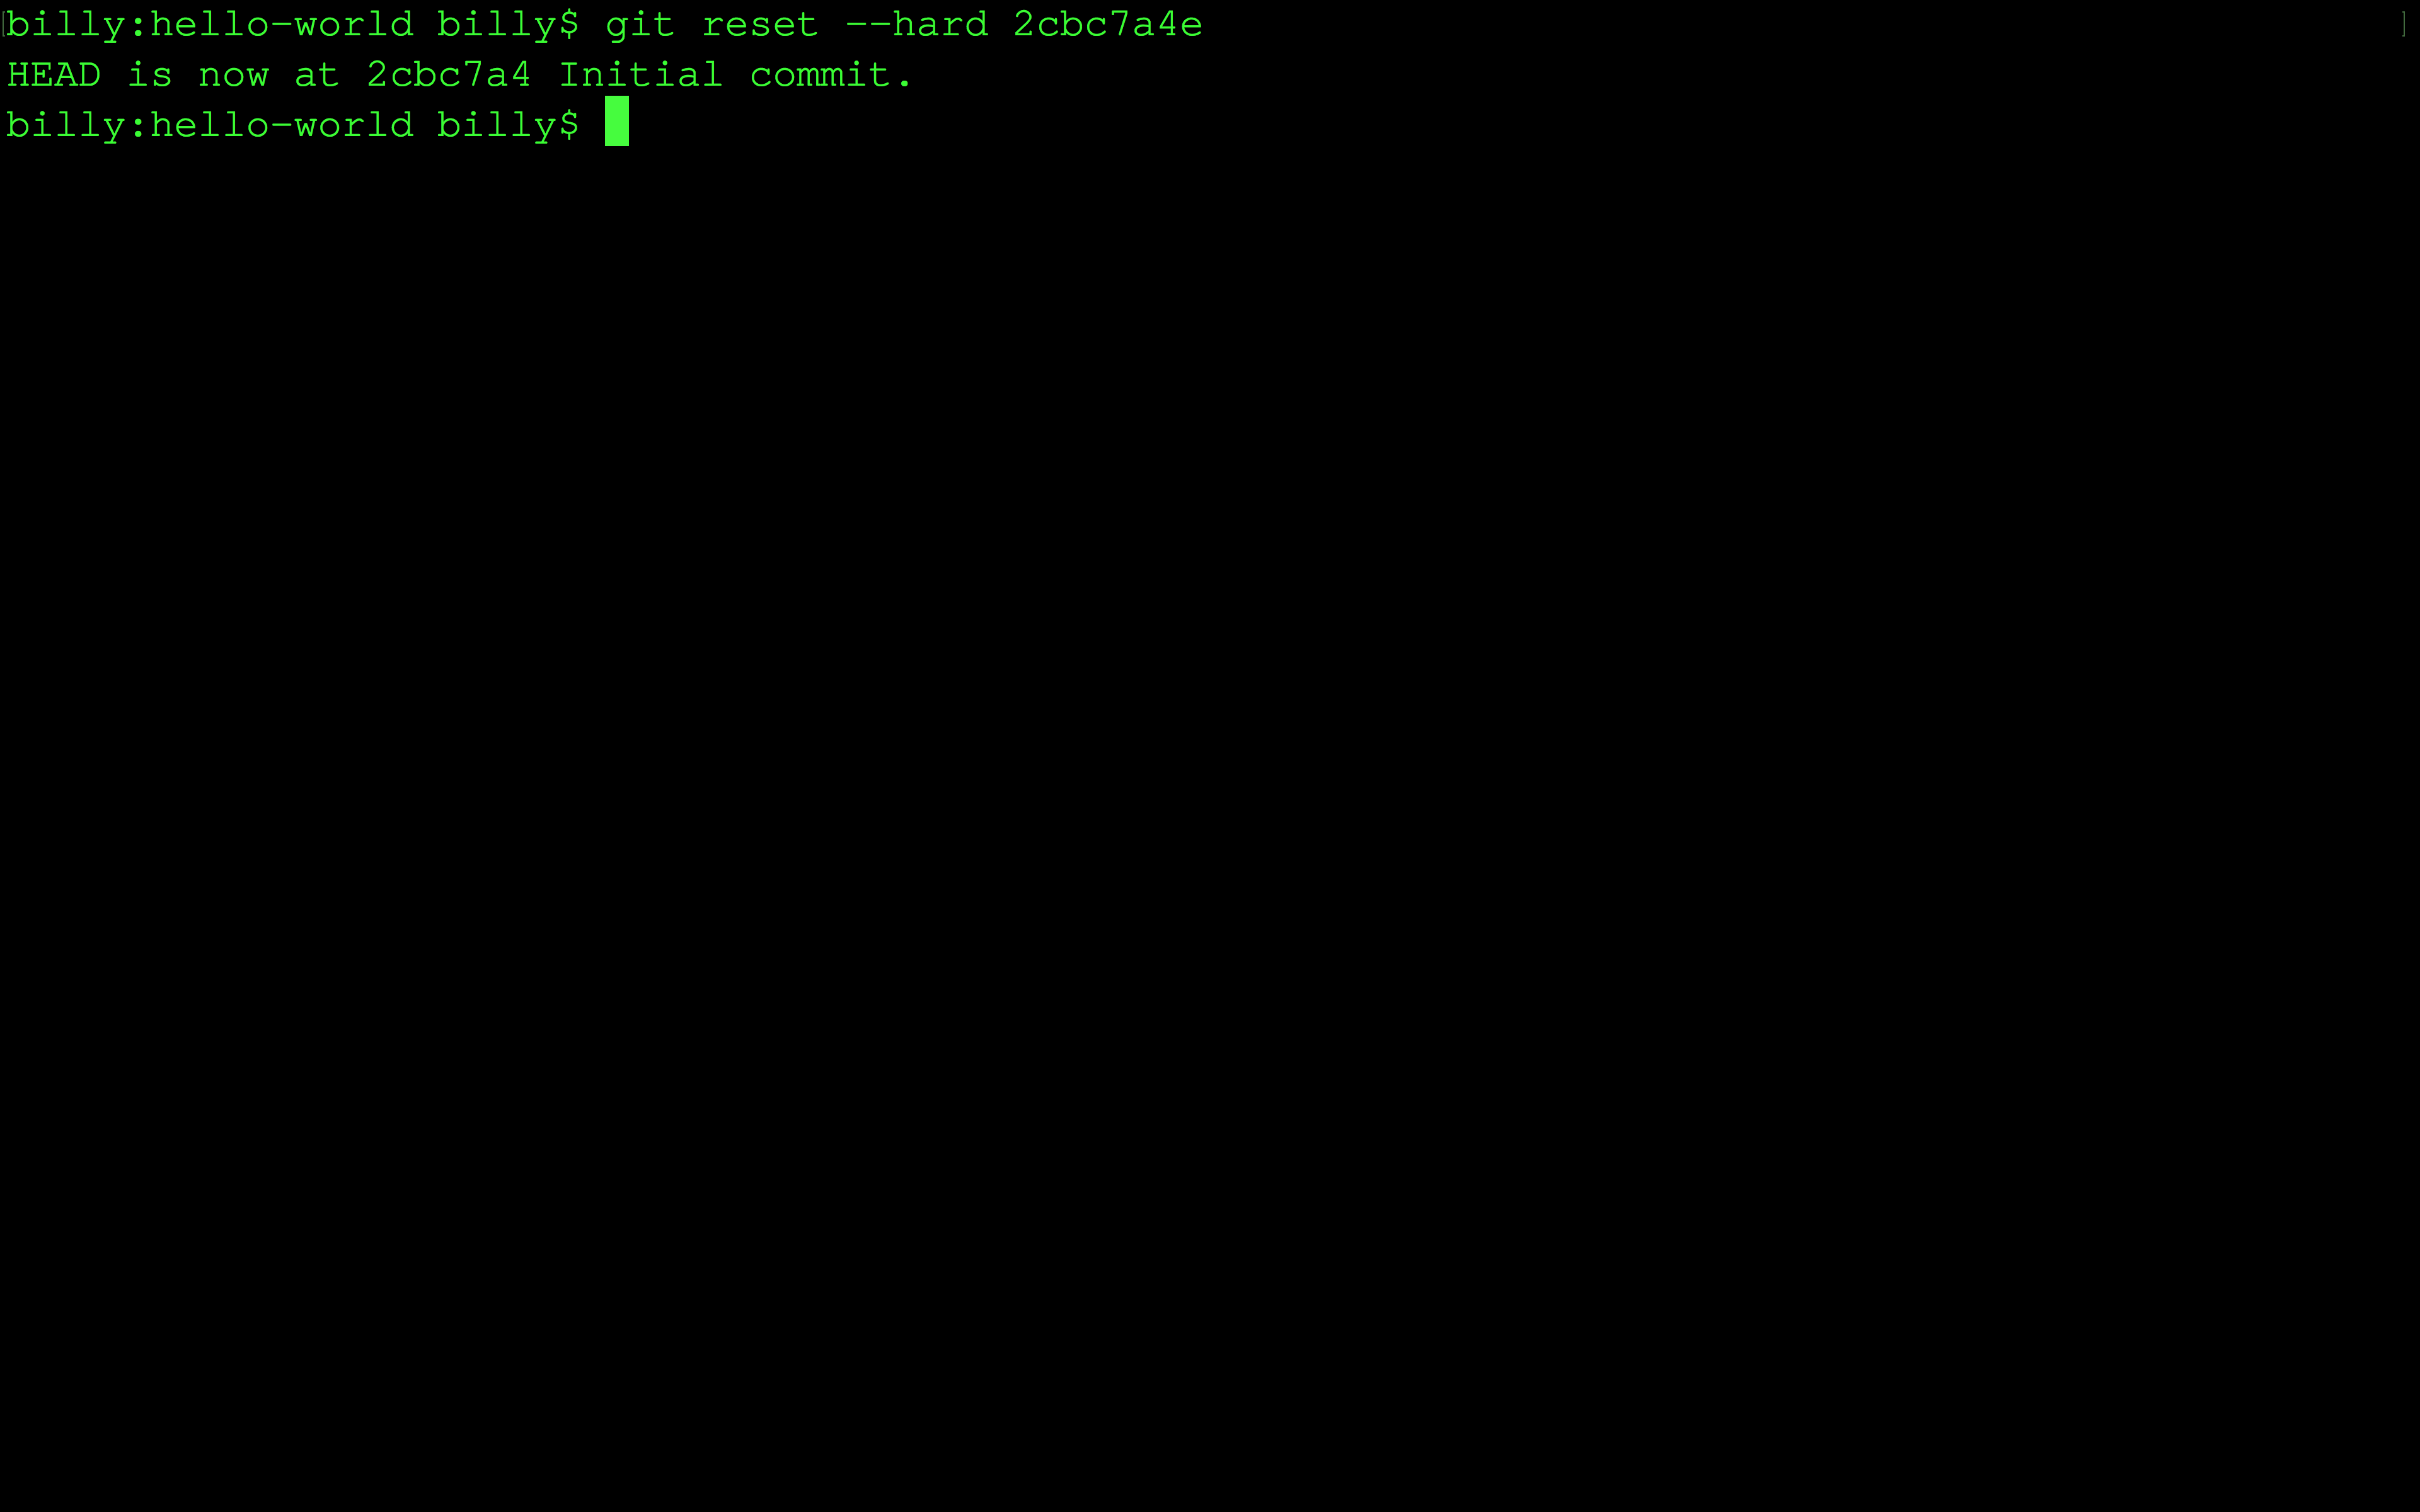 billy:hello-world billy$ git reset --hard 2cbc7a4e
HEAD is now at 2cbc7a4 Initial commit.
billy:hello-world billy$